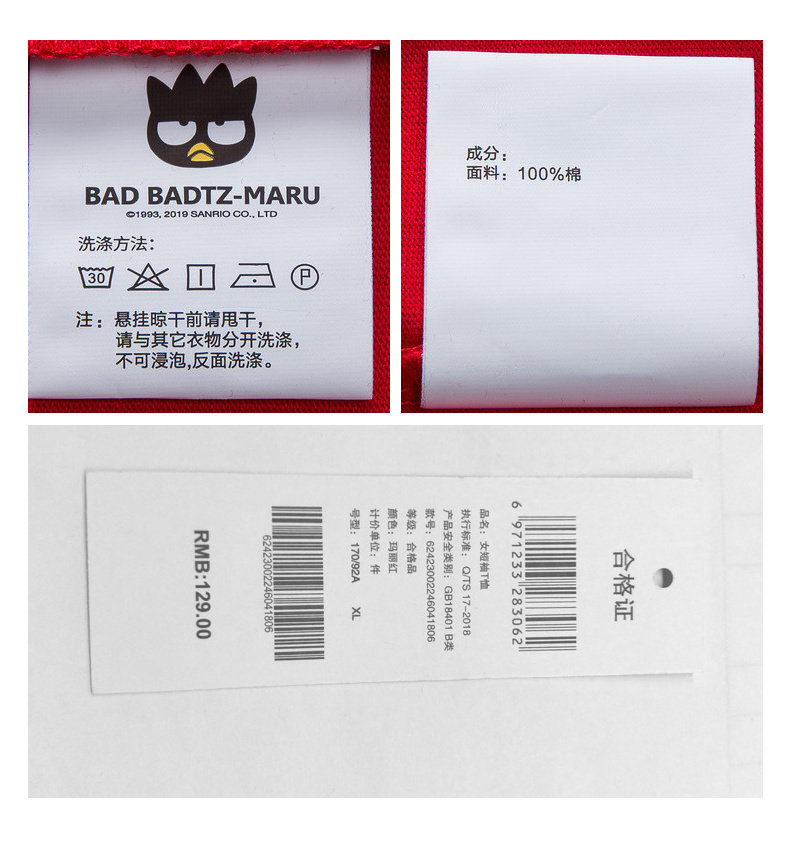 BAD BADTZ-MARU
©1993, 2019 SANRIO CO., LTD
洗涤方法：
30
P
注：悬挂晾干前请甩干，
请与其它衣物分开洗涤，
不可浸泡,反面洗涤。
成分：
面料：100%棉
合格证
6 971233 283062
品名：女短袖T恤
执行标准：Q/TS 17-2018
产品安全类别：GB18401 B类
款号：62423002246041806
等级：合格品
颜色：玛丽红
计价单位：件
号型：170/92A XL
62423002246041806
RMB:129.00